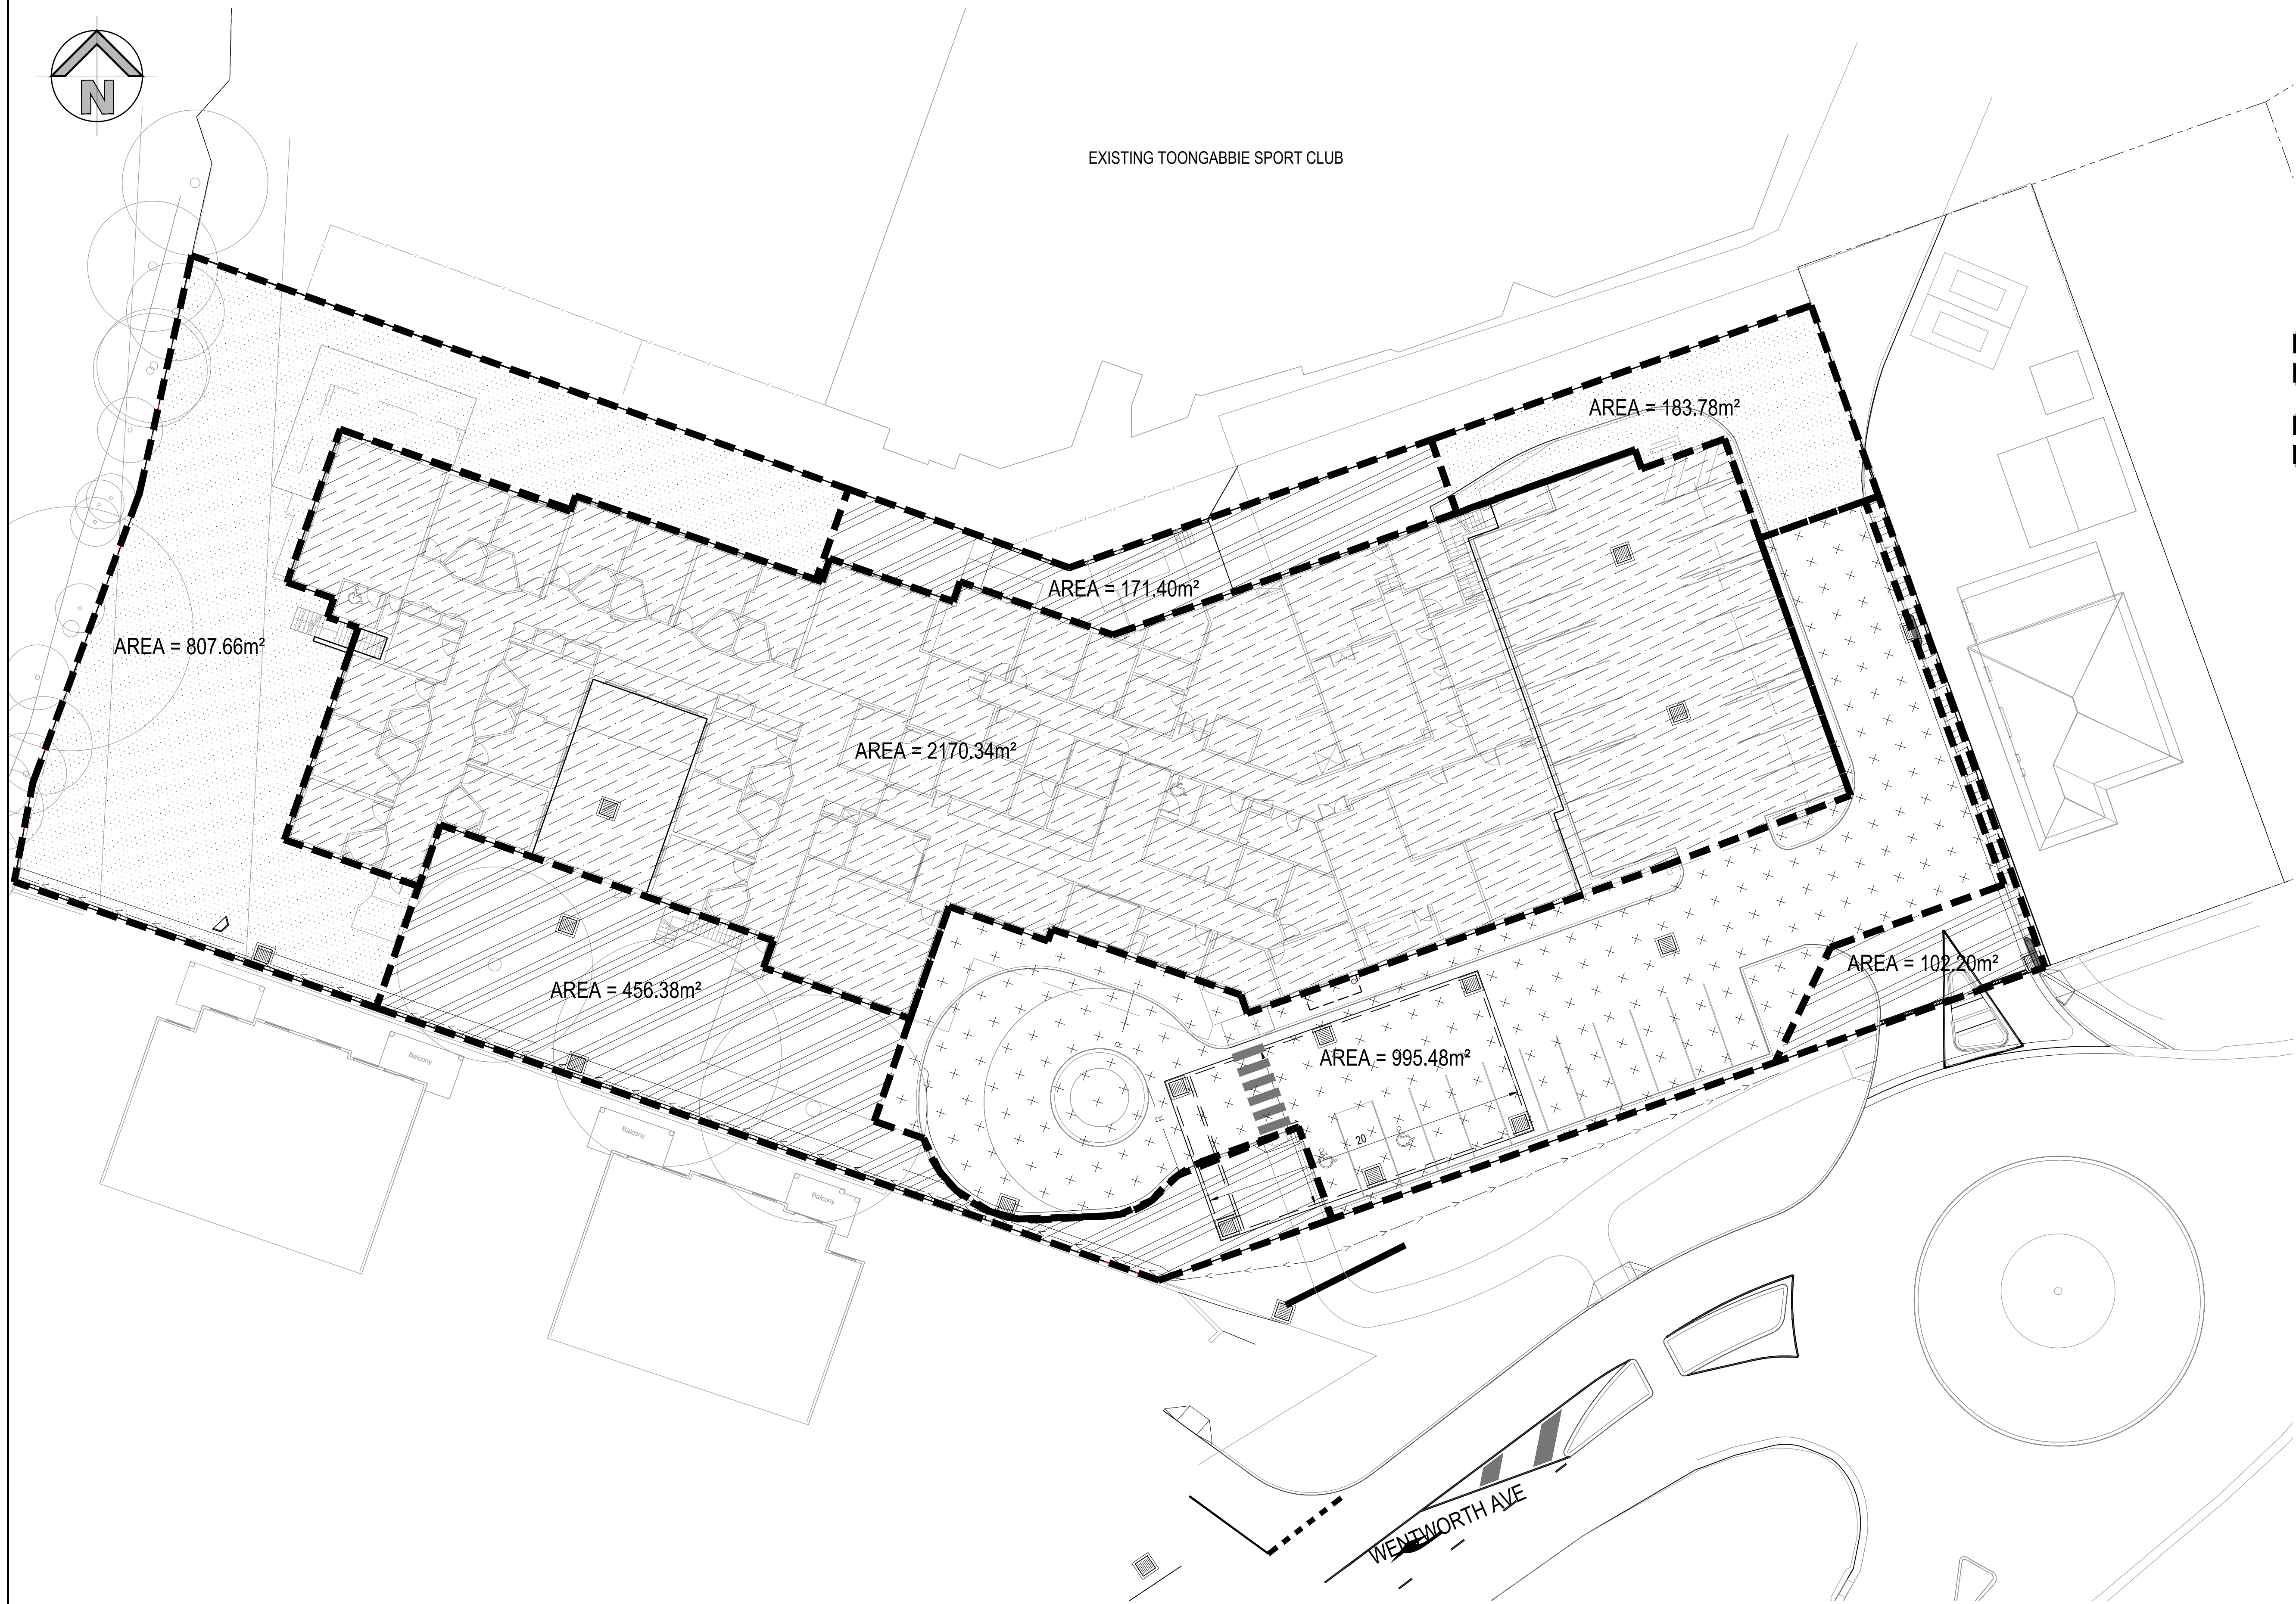 N
EXISTING TOONGABBIE SPORT CLUB
AREA = 183.78m²
AREA = 171.40m²
AREA = 807.66m²
AREA = 2170.34m²
AREA = 102.20m²
AREA = 456.38m²
AREA = 995.48m²
R
R
20
Balcony
Balcony
Balcony
WENTWORTH AVE